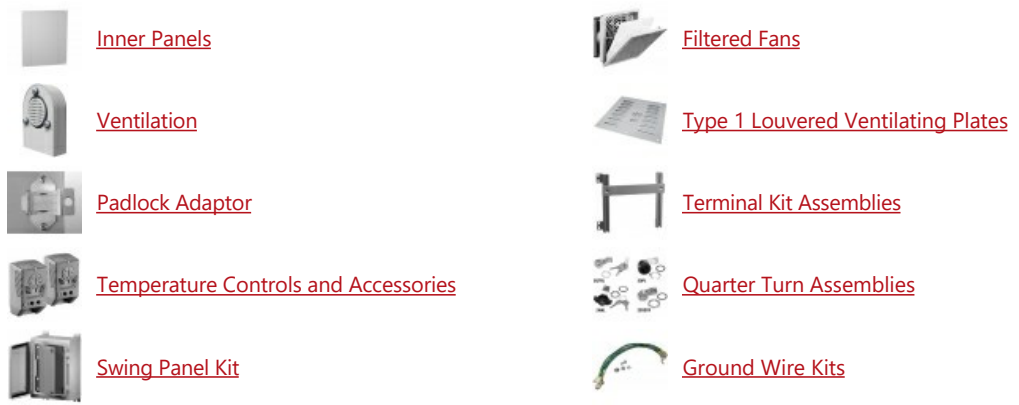 Inner Panels
Filtered Fans
Ventilation
Type 1 Louvered Ventilating Plates
Padlock Adaptor
Terminal Kit Assemblies
Temperature Controls and Accessories
Quarter Turn Assemblies
Swing Panel Kit
Ground Wire Kits